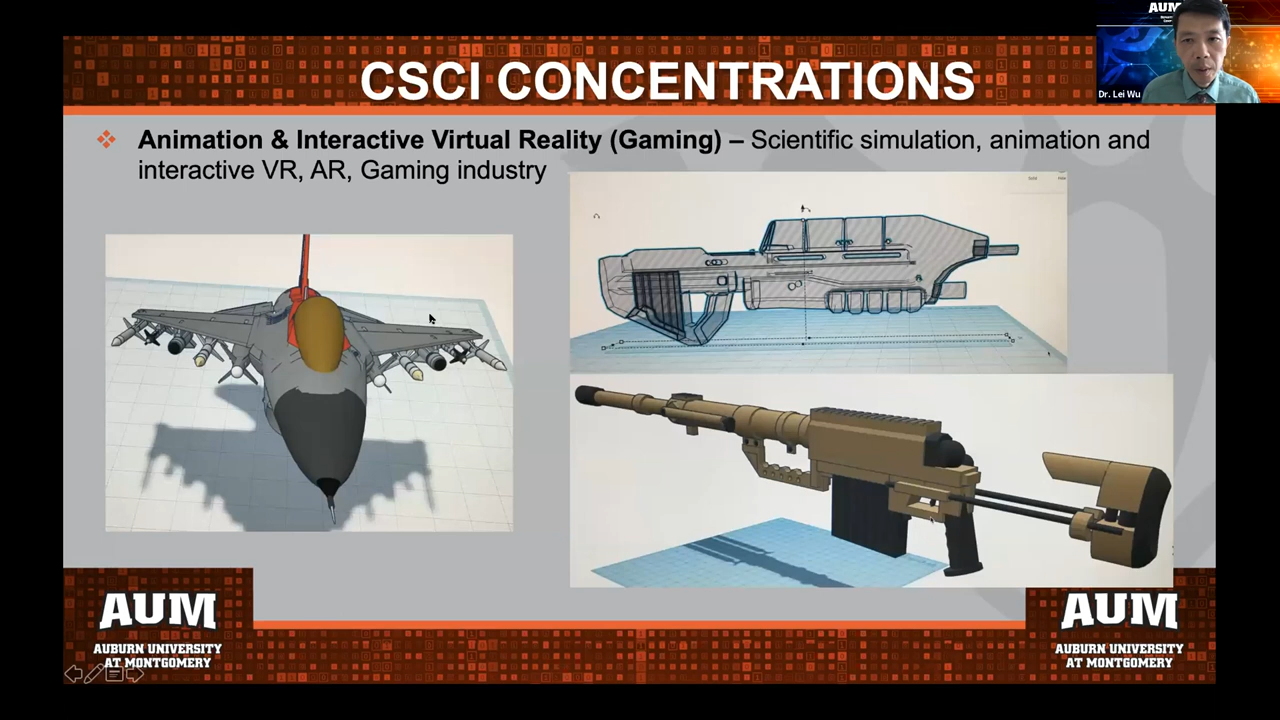 AUM
Dr. Lei Wu
CSCI CONCENTRATIONS
Animation & Interactive Virtual Reality (Gaming) – Scientific simulation, animation and
interactive VR, AR, Gaming industry
AUM
AUBURN UNIVERSITY
AT MONTGOMERY
AUM
AUBURN UNIVERSITY
AT MONTGOMERY